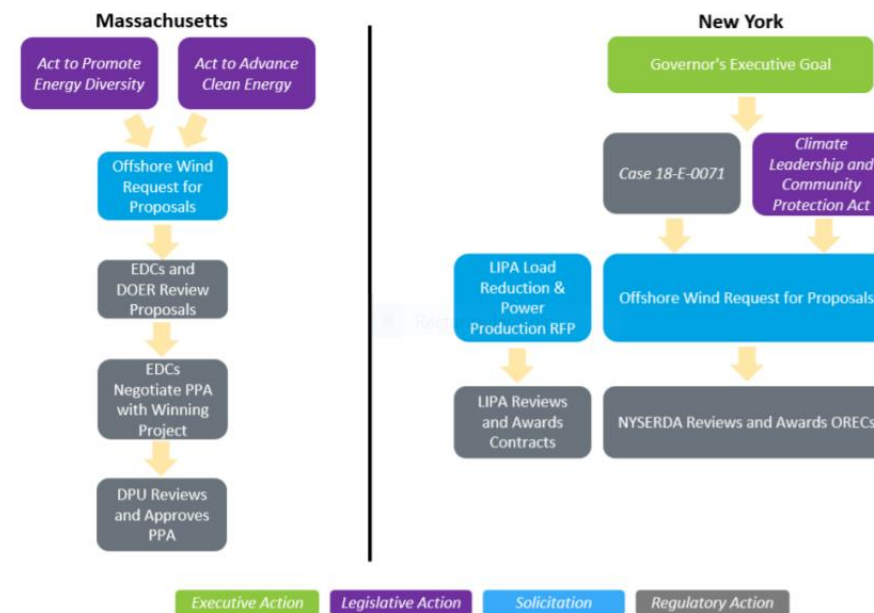 Massachusetts
Act to Promote
Energy Diversity
Act to Advance
Clean Energy
Offshore Wind
Request for
Proposals
EDCs and
DOER Review
Proposals
EDCs
Negotiate PPA
with Winning
Project
DPU Reviews
and Approves
PPA
New York
Governor's Executive Goal
Case 18-E-0071
Climate
Leadership and
Community
Protection Act
LIPA Load
Reduction &
Power
Production RFP
Offshore Wind Request for Proposals
LIPA Reviews
and Awards
Contracts
NYSERDA Reviews and Awards ORECs
Executive Action
Legislative Action
Solicitation
Regulatory Action